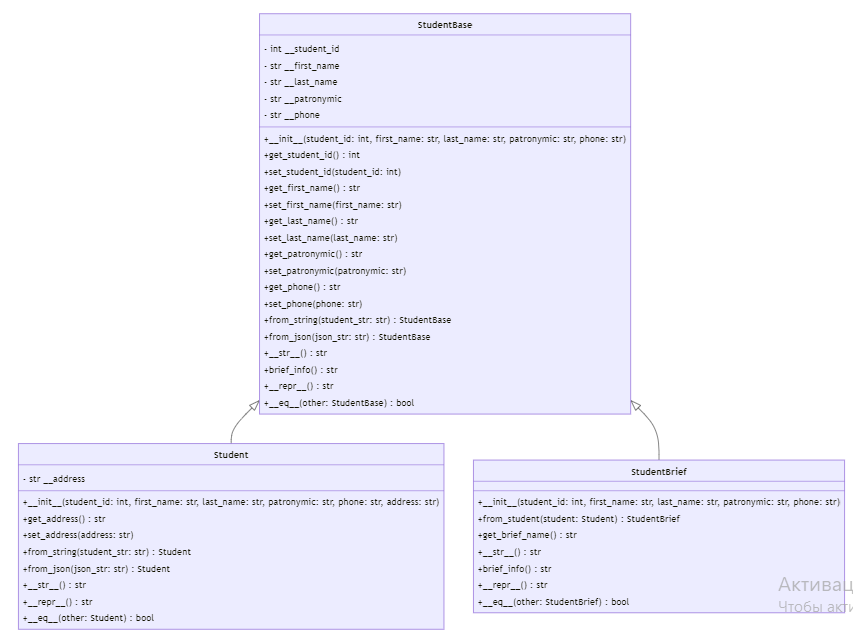 StudentBase
- int __student_id
- str __first_name
- str __last_name
- str __patronymic
- str __phone
+__init__(student_id: int, first_name: str, last_name: str, patronymic: str, phone: str)
+get_student_id() : int
+set_student_id(student_id: int)
+get_first_name() : str
+set_first_name(first_name: str)
+get_last_name() : str
+set_last_name(last_name: str)
+get_patronymic() : str
+set_patronymic(patronymic: str)
+get_phone() : str
+set_phone(phone: str)
+from_string(student_str: str) : StudentBase
+from_json(json_str: str) : StudentBase
+__str__() : str
+brief_info() : str
+__repr__() : str
+__eq__(other: StudentBase) : bool
Student
- str __address
+__init__(student_id: int, first_name: str, last_name: str, patronymic: str, phone: str, address: str)
+get_address() : str
+set_address(address: str)
+from_string(student_str: str) : Student
+from_json(json_str: str) : Student
+__str__() : str
+__repr__() : str
+__eq__(other: Student) : bool
StudentBrief
+__init__(student_id: int, first_name: str, last_name: str, patronymic: str, phone: str)
+from_student(student: Student) : StudentBrief
+get_brief_name() : str
+__str__() : str
+brief_info() : str
+__repr__() : str
+__eq__(other: StudentBrief) : bool
Активац
Чтобы акти